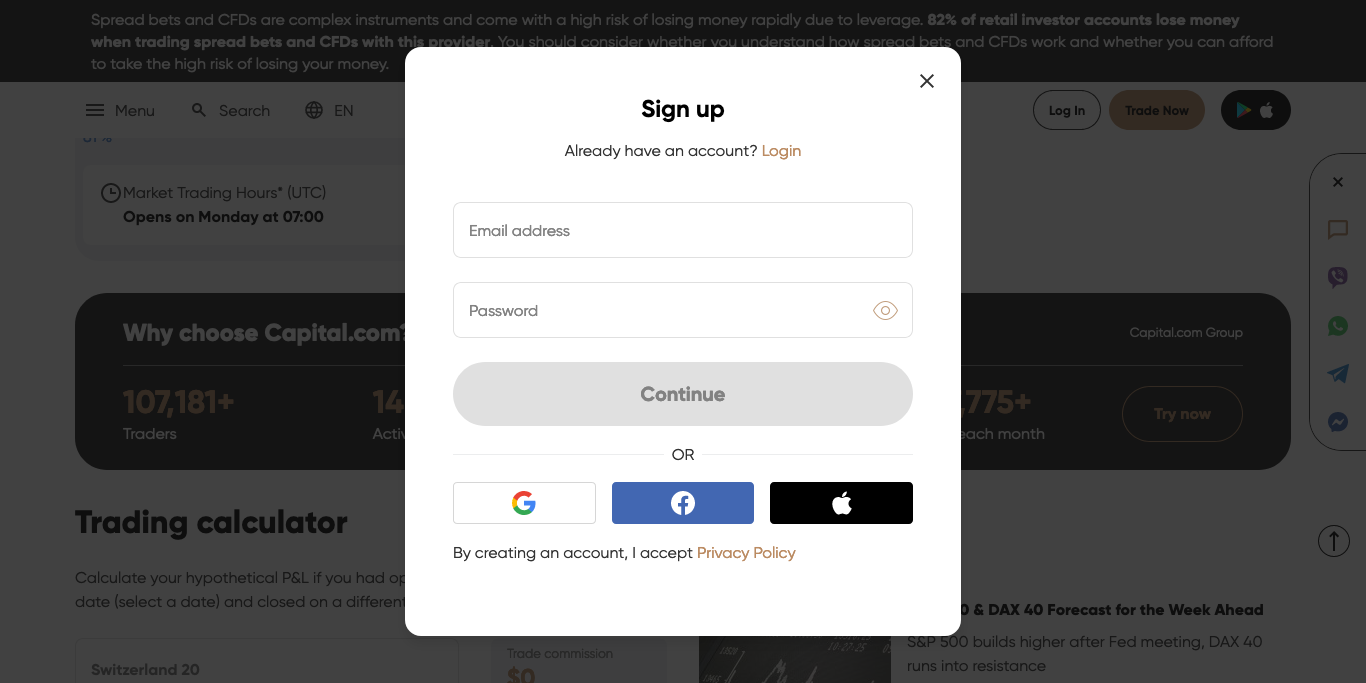 Spread bets and CFDs are complex instruments and come with a high risk of losing money rapidly due to leverage. 82% of retail investor accounts lose money
when trading spread bets and CFDs with this provider. You should consider whether you understand how spread bets and CFDs work and whether you can afford
to take the high risk of losing your money.
Menu
Search
EN
Log In
Trade Now
Market Trading Hours* (UTC)
Opens on Monday at 07:00
Sign up
Already have an account? Login
Email address
Password
Continue
OR
By creating an account, I accept Privacy Policy
Why choose Capital.com?
Capital.com Group
107,181+
Traders
14
Activ
,775+
each month
Try now
Trading calculator
Calculate your hypothetical P&L if you had op
date (select a date) and closed on a different
Switzerland 20
Trade commission
$0
0 & DAX 40 Forecast for the Week Ahead
S&P 500 builds higher after Fed meeting, DAX 40
runs into resistance